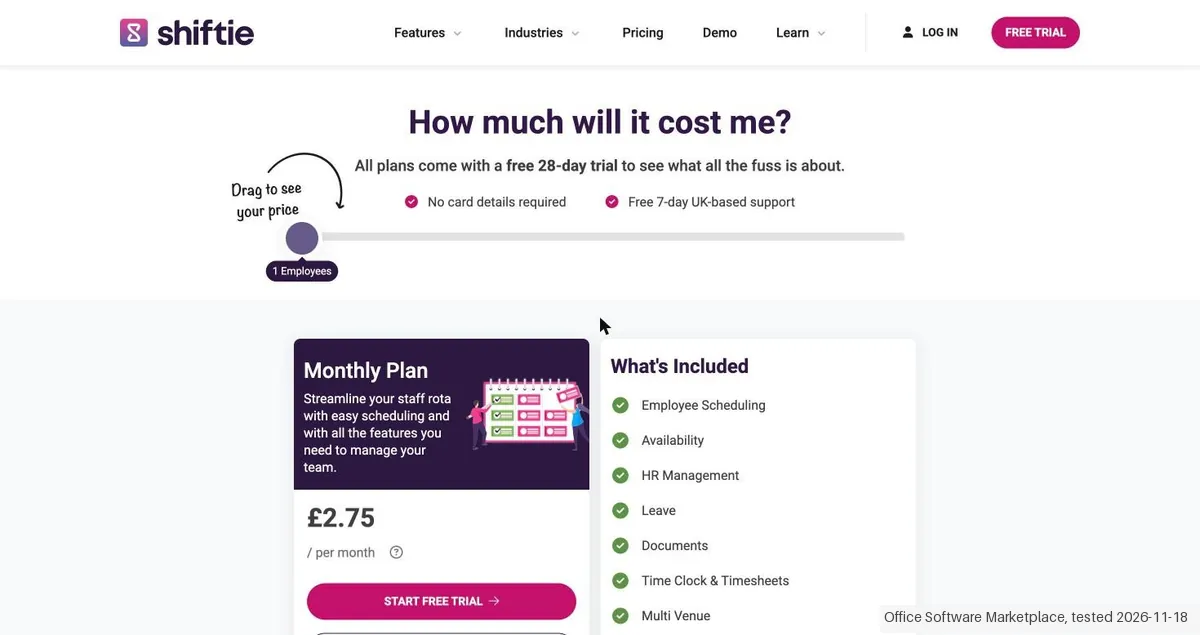 shiftie
Features
Industries
Pricing
Demo
Learn
LOG IN
FREE TRIAL
How much will it cost me?
All plans come with a free 28-day trial to see what all the fuss is about.
Drag to see
your price
No card details required
Free 7-day UK-based support
1 Employees
Monthly Plan
Streamline your staff rota
with easy scheduling and
with all the features you
need to manage your
team.
£2.75
/ per month
?
START FREE TRIAL →
What's Included
Employee Scheduling
Availability
HR Management
Leave
Documents
Time Clock & Timesheets
Multi Venue
Office Software Marketplace, tested 2026-11-18